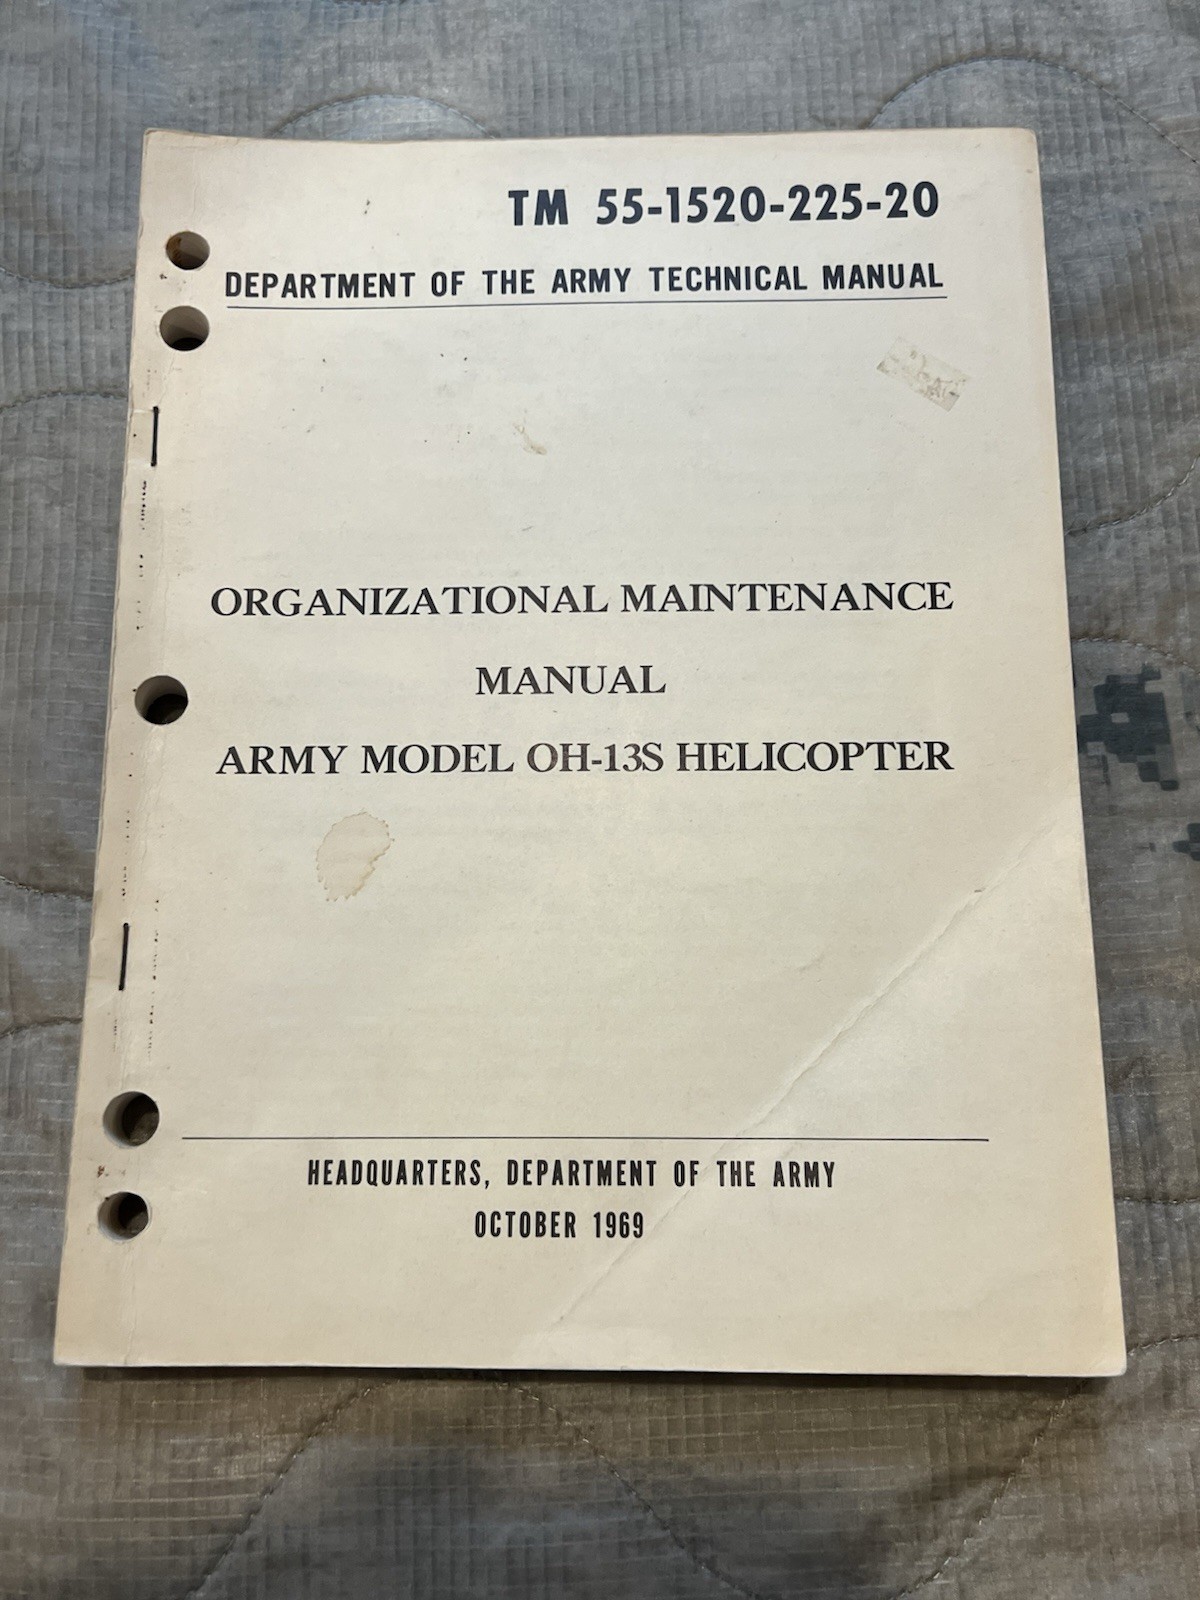 TM 55-1520-225-20
DEPARTMENT OF THE ARMY TECHNICAL MANUAL
ORGANIZATIONAL MAINTENANCE
MANUAL
ARMY MODEL OH-13S HELICOPTER
HEADQUARTERS, DEPARTMENT OF THE ARMY
OCTOBER 1969